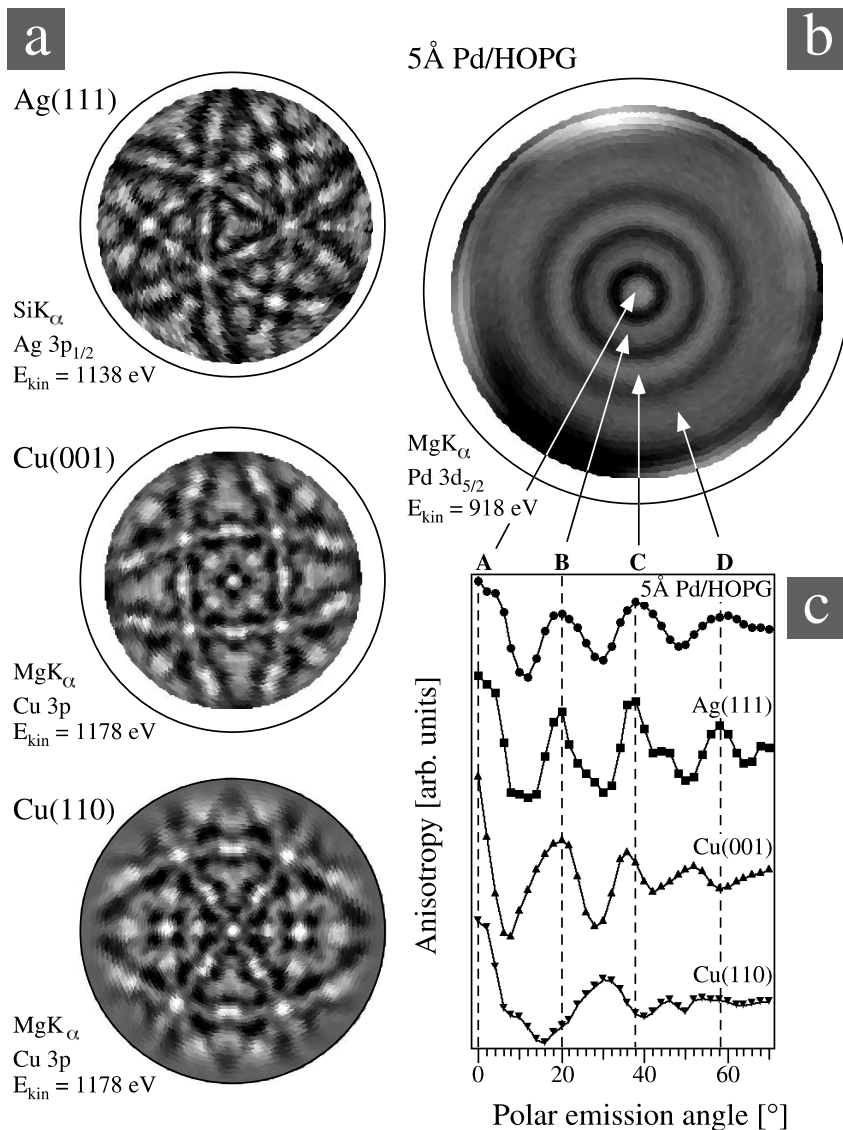 a
Ag(111)
SiKα
Ag 3p1/2
Ekin = 1138 eV
Cu(001)
MgKα
Cu 3p
Ekin = 1178 eV
Cu(110)
MgKα
Cu 3p
Ekin = 1178 eV
b
5Å Pd/HOPG
MgKα
Pd 3d5/2
Ekin = 918 eV
c
A B C D
5Å Pd/HOPG
Ag(111)
Cu(001)
Cu(110)
Anisotropy [arb. units]
0 20 40 60
Polar emission angle [°]